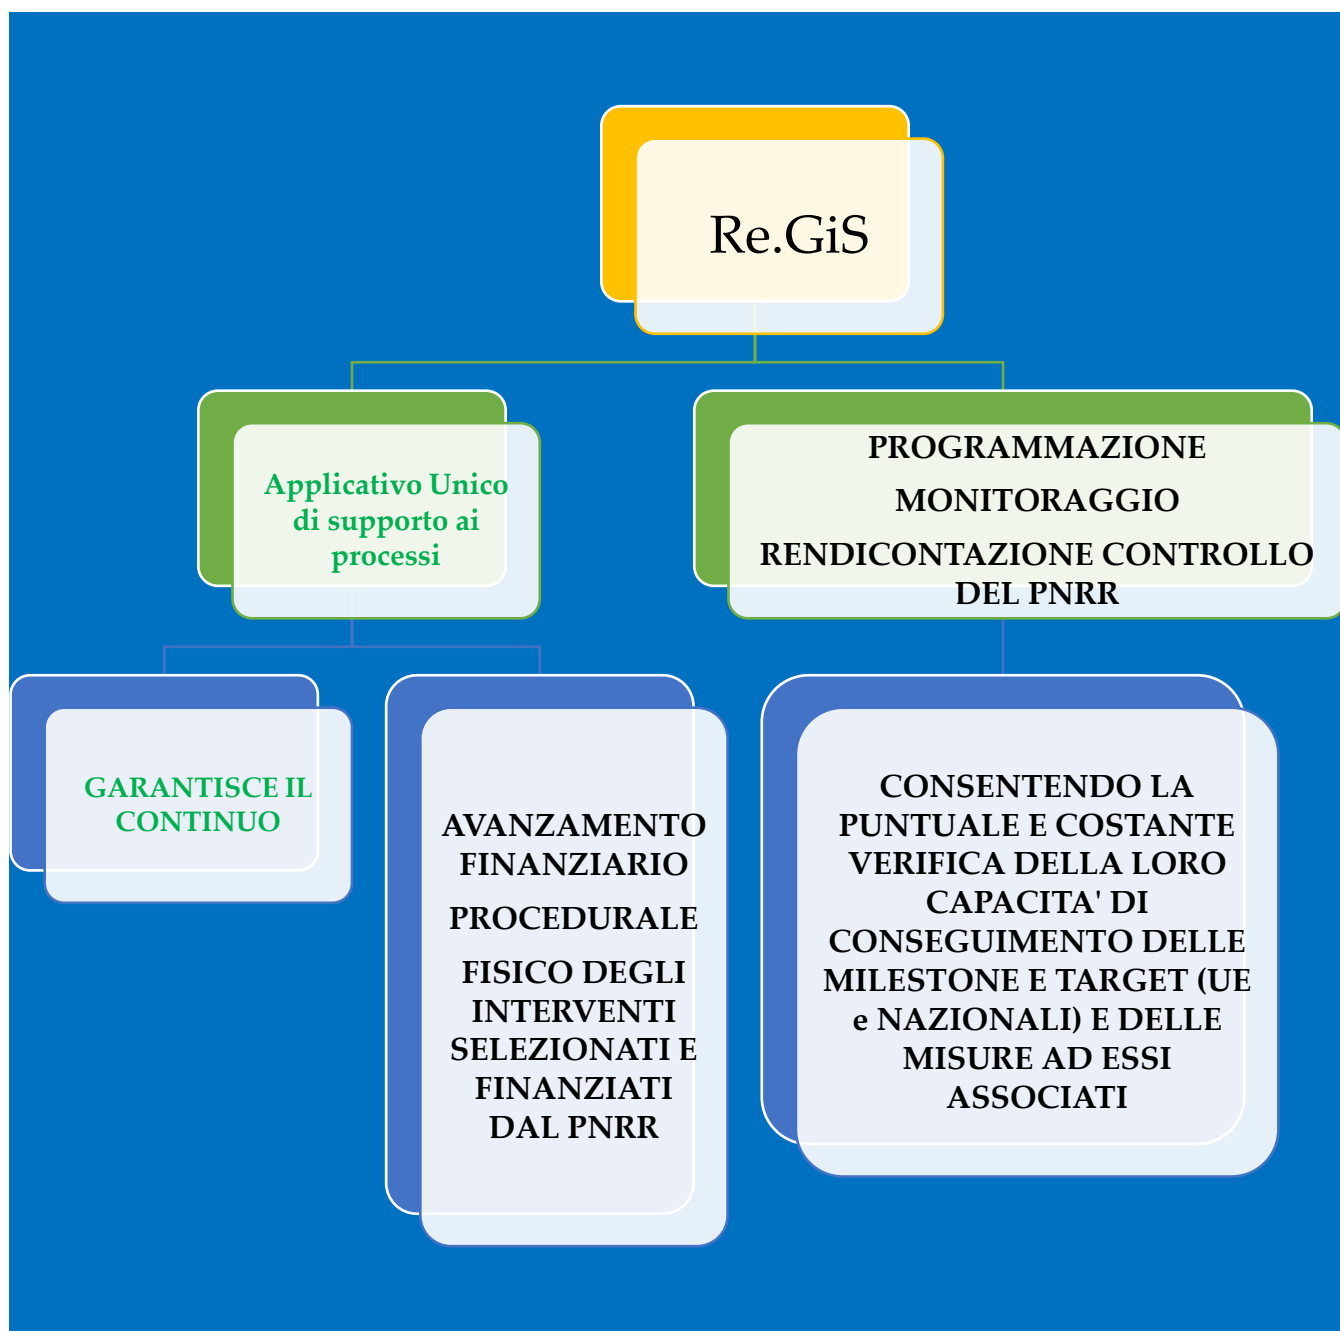 Re.GiS
Applicativo Unico
di supporto ai
processi
PROGRAMMAZIONE
MONITORAGGIO
RENDICONTAZIONE CONTROLLO
DEL PNRR
GARANTISCE IL
CONTINUO
AVANZAMENTO
FINANZIARIO
PROCEDURALE
FISICO DEGLI
INTERVENTI
SELEZIONATI E
FINANZIATI
DAL PNRR
CONSENTENDO LA
PUNTUALE E COSTANTE
VERIFICA DELLA LORO
CAPACITA' DI
CONSEGUIMENTO DELLE
MILESTONE E TARGET (UE
e NAZIONALI) E DELLE
MISURE AD ESSI
ASSOCIATI